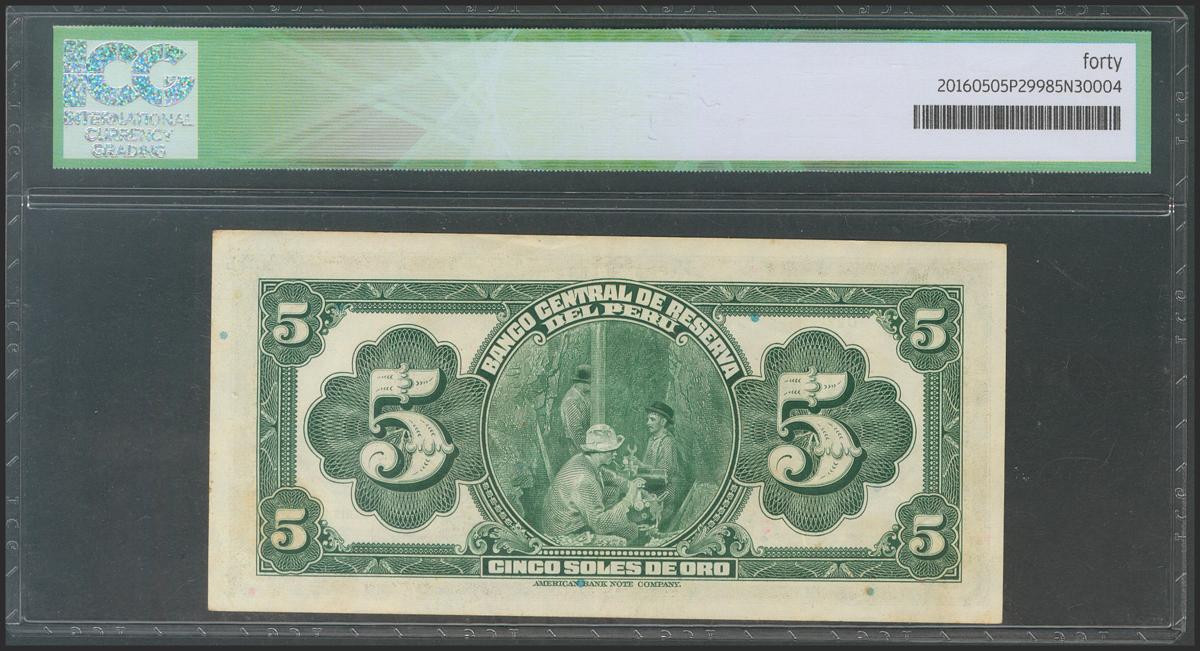 ICG
INTERNATIONAL
CURRENCY
GRADING
forty
20160505P29985N30004
BANCO CENTRAL DE RESERVA
DEL PERU
5
5
5
5
5
5
CINCO SOLES DE ORO
AMERICAN BANK NOTE COMPANY.